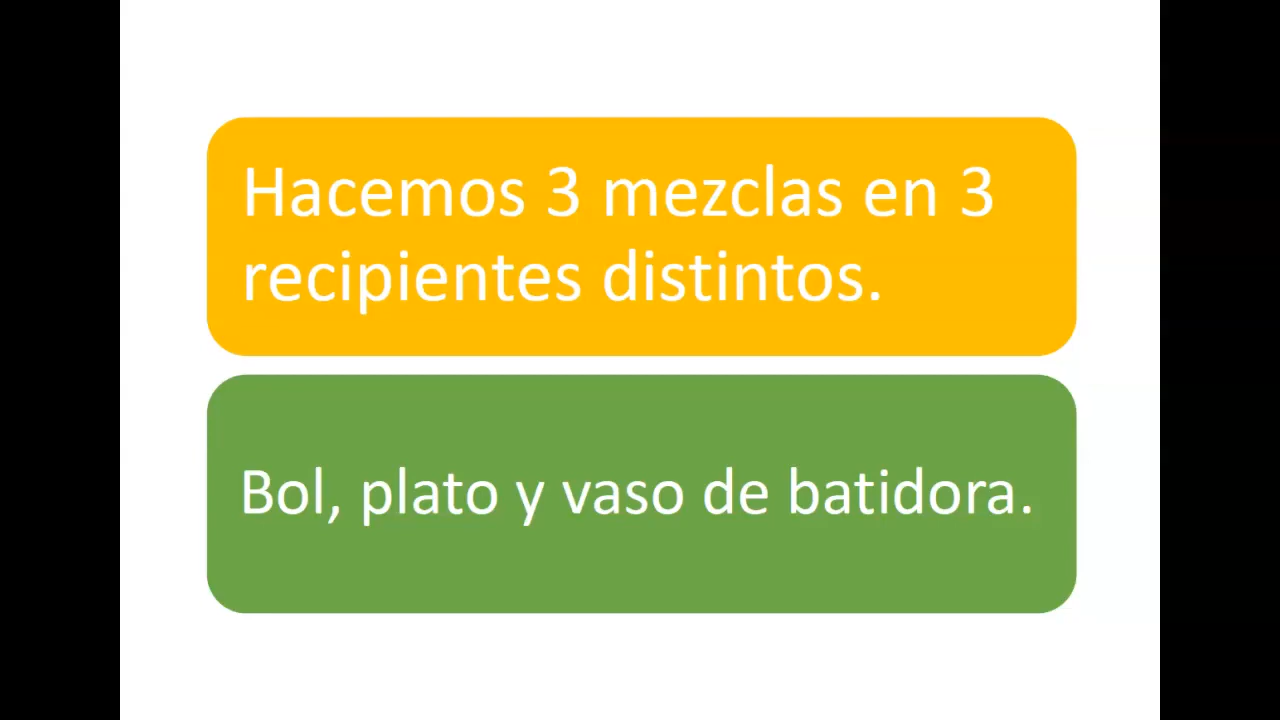 Hacemos 3 mezclas en 3
recipientes distintos.
Bol, plato y vaso de batidora.